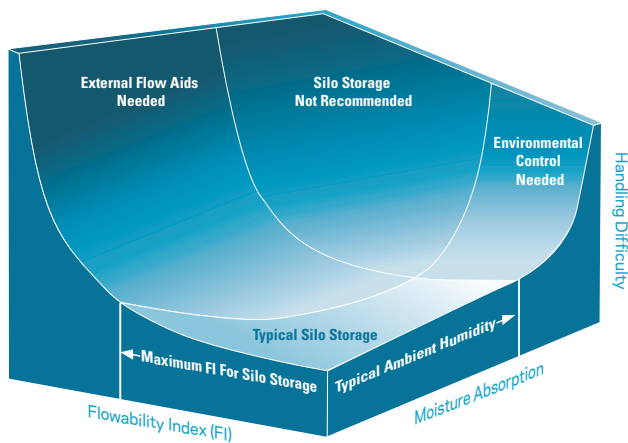 External Flow Aids
Needed
Silo Storage
Not Recommended
Environmental
Control
Needed
Handling Difficulty
Typical Silo Storage
Maximum FI For Silo Storage
Typical Ambient Humidity
Flowability Index (FI)
Moisture Absorption